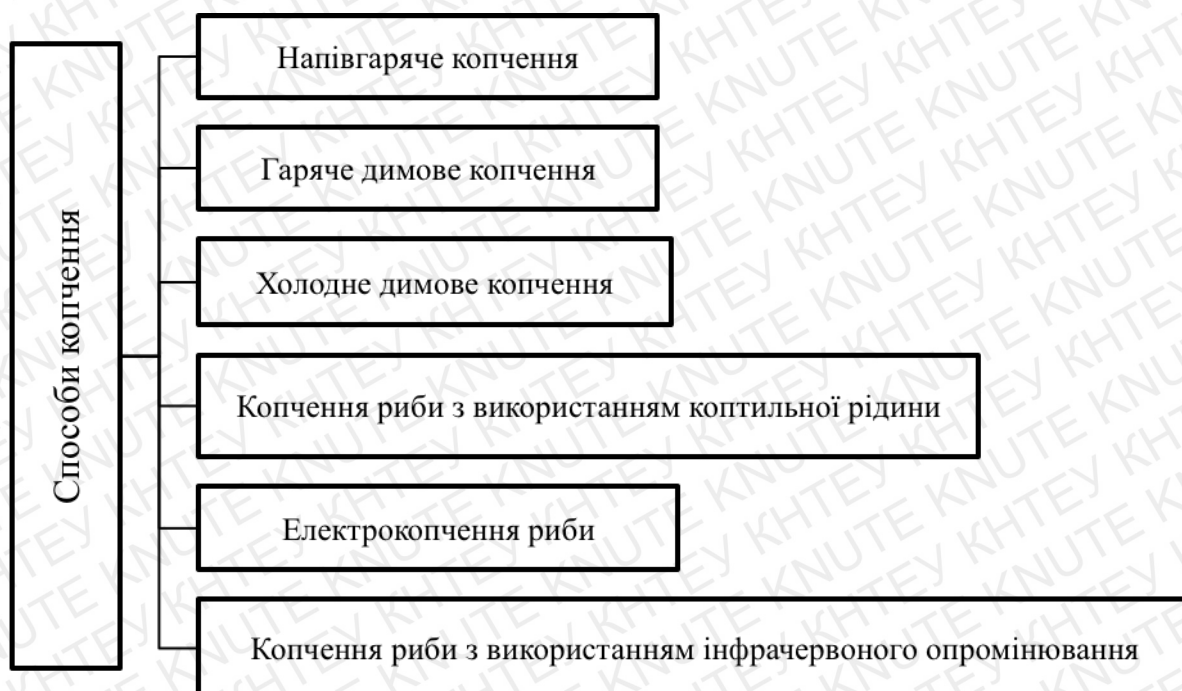 Способи копчення
Напівгаряче копчення
Гаряче димове копчення
Холодне димове копчення
Копчення риби з використанням коптильної рідини
Електрокопчення риби
Копчення риби з використанням інфрачервоного опромінювання